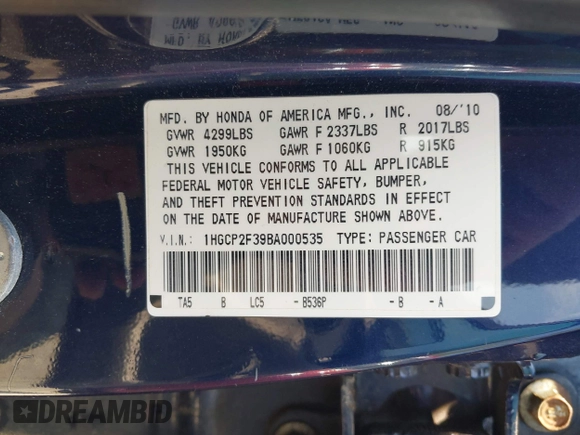 MFD. BY HONDA OF AMERICA MFG., INC. 08/'10
GVWR 4299LBS GAWR F 2337LBS R 2017LBS
GVWR 1950KG GAWR F 1060KG R 915KG
THIS VEHICLE CONFORMS TO ALL APPLICABLE
FEDERAL MOTOR VEHICLE SAFETY, BUMPER,
AND THEFT PREVENTION STANDARDS IN EFFECT
ON THE DATE OF MANUFACTURE SHOWN ABOVE.
V.I.N.: 1HGCP2F39BA000535 TYPE: PASSENGER CAR
TA5 B LC5 - B536P - B - A
DREAMBID